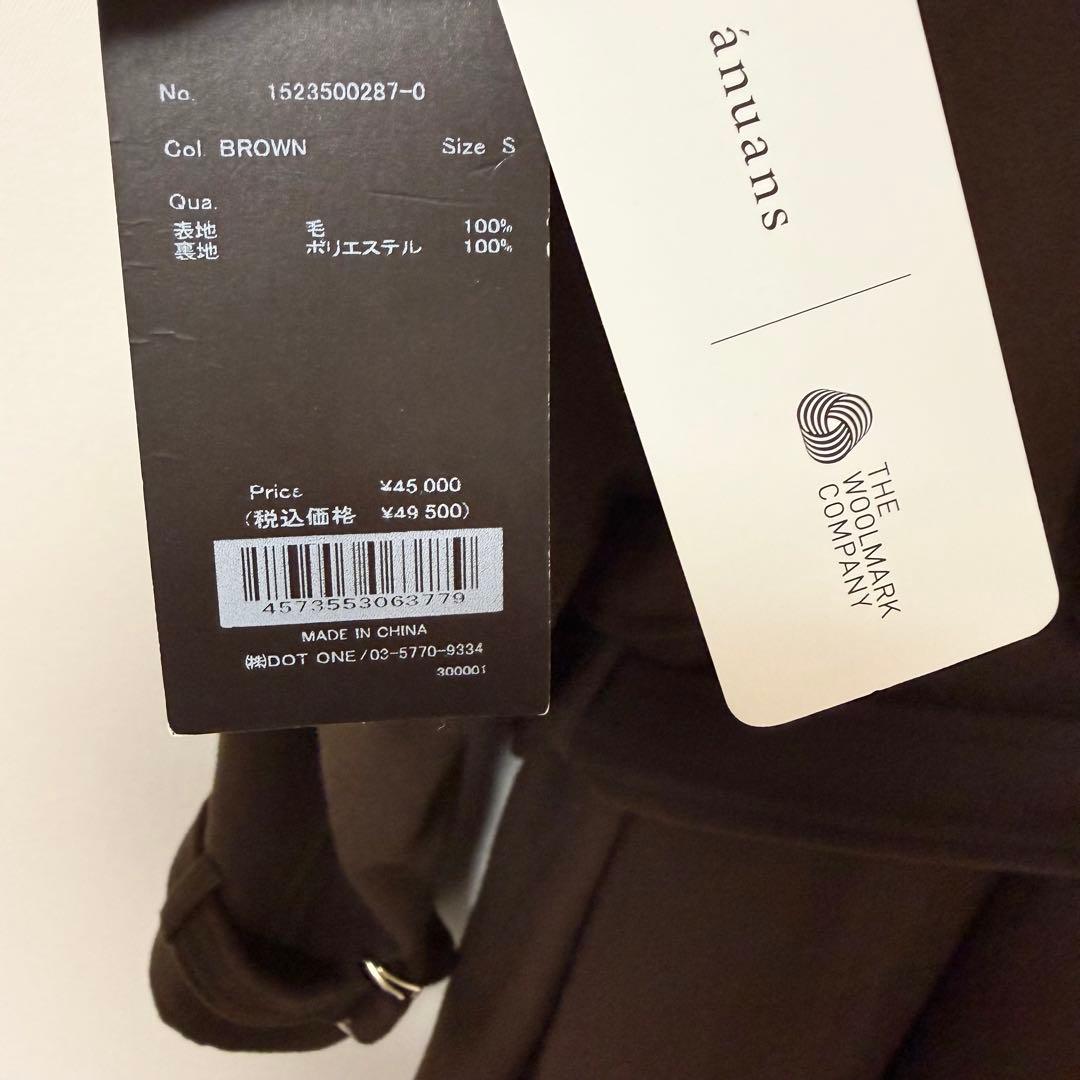 No. 1523500287-0
Col. BROWN Size S
Qua.
表地 毛 100%
裏地 ポリエステル 100%
Price ¥45,000
(税込価格 ¥49,500)
4573553063779
MADE IN CHINA
(株)DOT ONE/03-5770-9334
300001
ánuans
THE
WOOLMARK
COMPANY